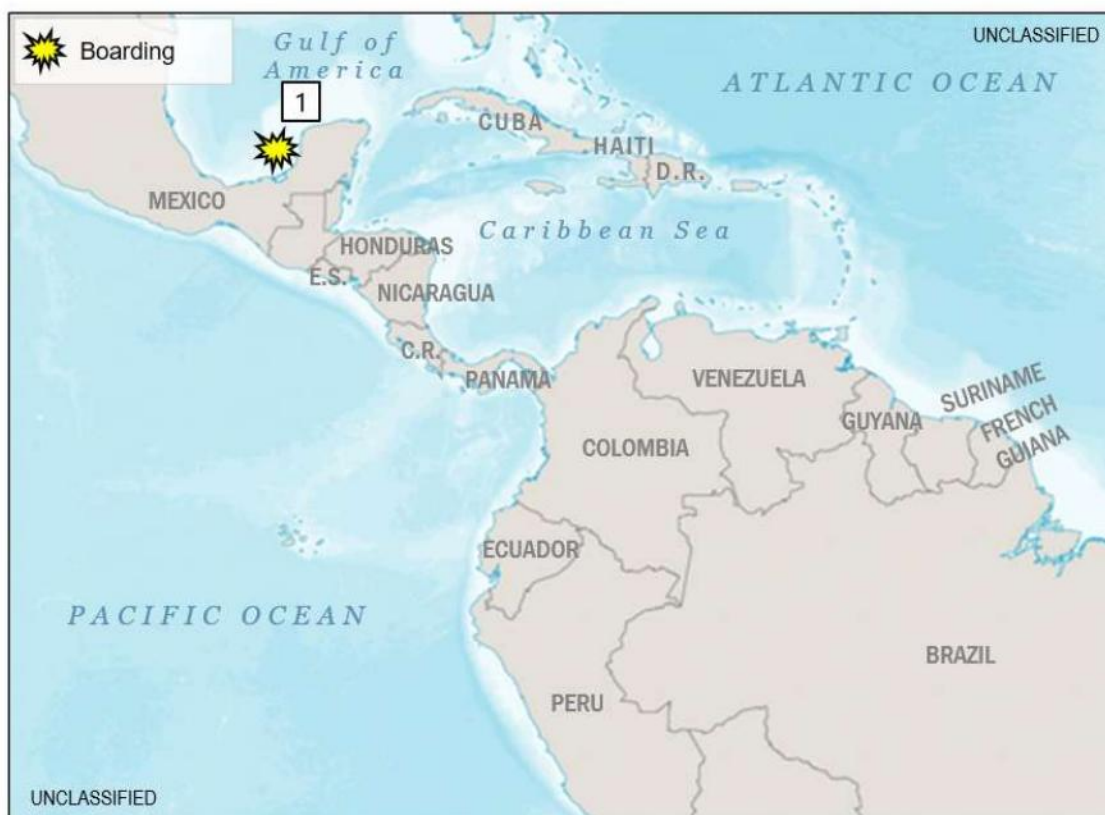 Boarding
UNCLASSIFIED
Gulf of
America
ATLANTIC OCEAN
1
CUBA
HAITI
D.R.
MEXICO
Caribbean Sea
HONDURAS
E.S.
NICARAGUA
C.R.
PANAMA
VENEZUELA
SURINAME
GUYANA
FRENCH
GUIANA
COLOMBIA
ECUADOR
PACIFIC OCEAN
BRAZIL
PERU
UNCLASSIFIED